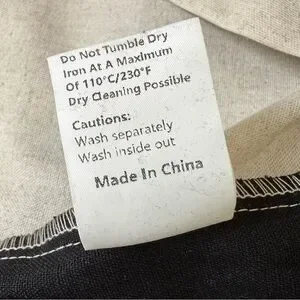 Do Not Tumble Dry
Iron At A Maximum
Of 110°C/230°F
Dry Cleaning Possible
Cautions:
Wash separately
Wash inside out
Made In China